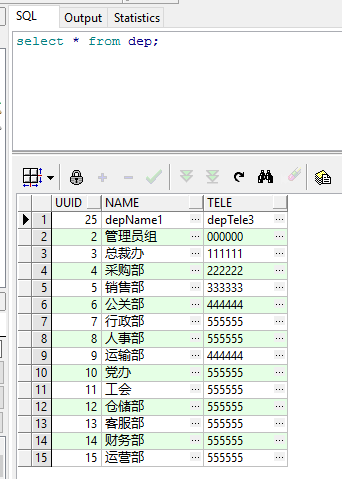 SQL Output Statistics
select * from dep;
UUID NAME TELE
1 25 depName1 ... depTele3 ...
2 2 管理员组 ... 000000 ...
3 3 总裁办 ... 111111 ...
4 4 采购部 ... 222222 ...
5 5 销售部 ... 333333 ...
6 6 公关部 ... 444444 ...
7 7 行政部 ... 555555 ...
8 8 人事部 ... 555555 ...
9 9 运输部 ... 444444 ...
10 10 党办 ... 555555 ...
11 11 工会 ... 555555 ...
12 12 仓储部 ... 555555 ...
13 13 客服部 ... 555555 ...
14 14 财务部 ... 555555 ...
15 15 运营部 ... 555555 ...